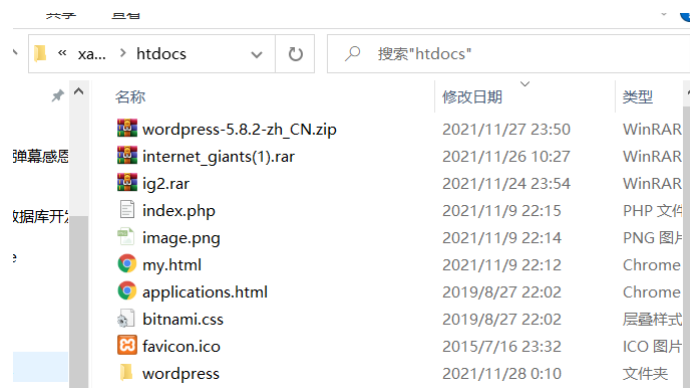 共享 查看
« xa... > htdocs 搜索"htdocs"
名称 修改日期 类型
wordpress-5.8.2-zh_CN.zip 2021/11/27 23:50 WinRAR
internet_giants(1).rar 2021/11/26 10:27 WinRAR
弹幕感恩
ig2.rar 2021/11/24 23:54 WinRAR
index.php 2021/11/9 22:15 PHP 文件
数据库开发
image.png 2021/11/9 22:14 PNG 图片
my.html 2021/11/9 22:12 Chrome
e
applications.html 2019/8/27 22:02 Chrome
bitnami.css 2019/8/27 22:02 层叠样式
favicon.ico 2015/7/16 23:32 ICO 图片
wordpress 2021/11/28 0:10 文件夹